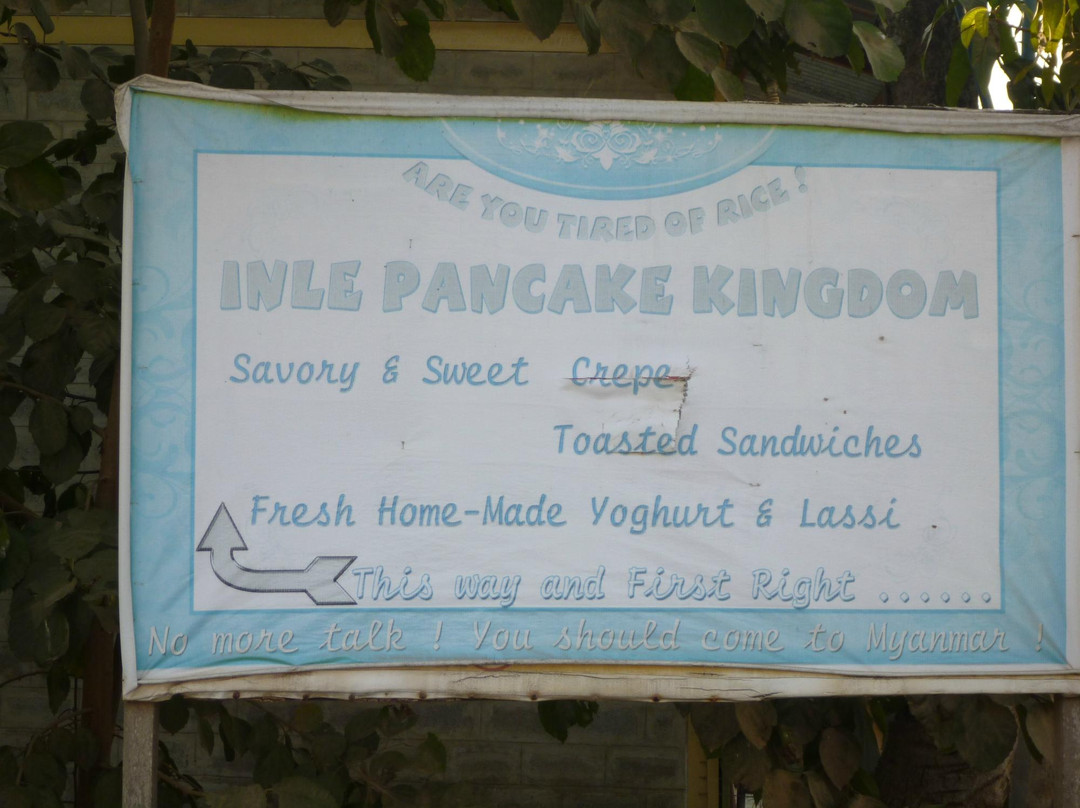 ARE YOU TIRED OF RICE !
INLE PANCAKE KINGDOM
Savory & Sweet Crepe
Toasted Sandwiches
Fresh Home-Made Yoghurt & Lassi
This way and First Right ......
No more talk ! You should come to Myanmar !